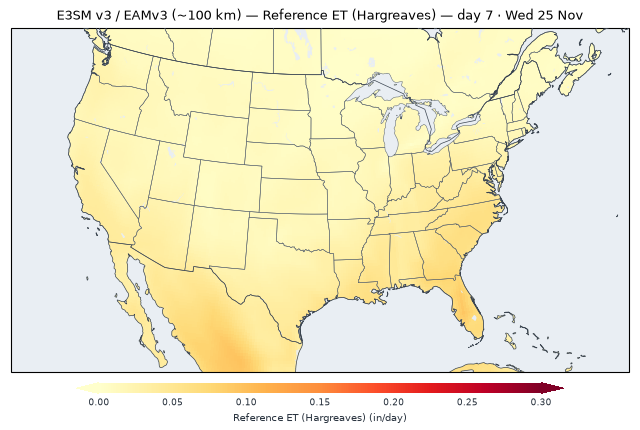 E3SM v3 / EAMv3 (~100 km) — Reference ET (Hargreaves) — day 7 · Wed 25 Nov
0.00 0.05 0.10 0.15 0.20 0.25 0.30
Reference ET (Hargreaves) (in/day)